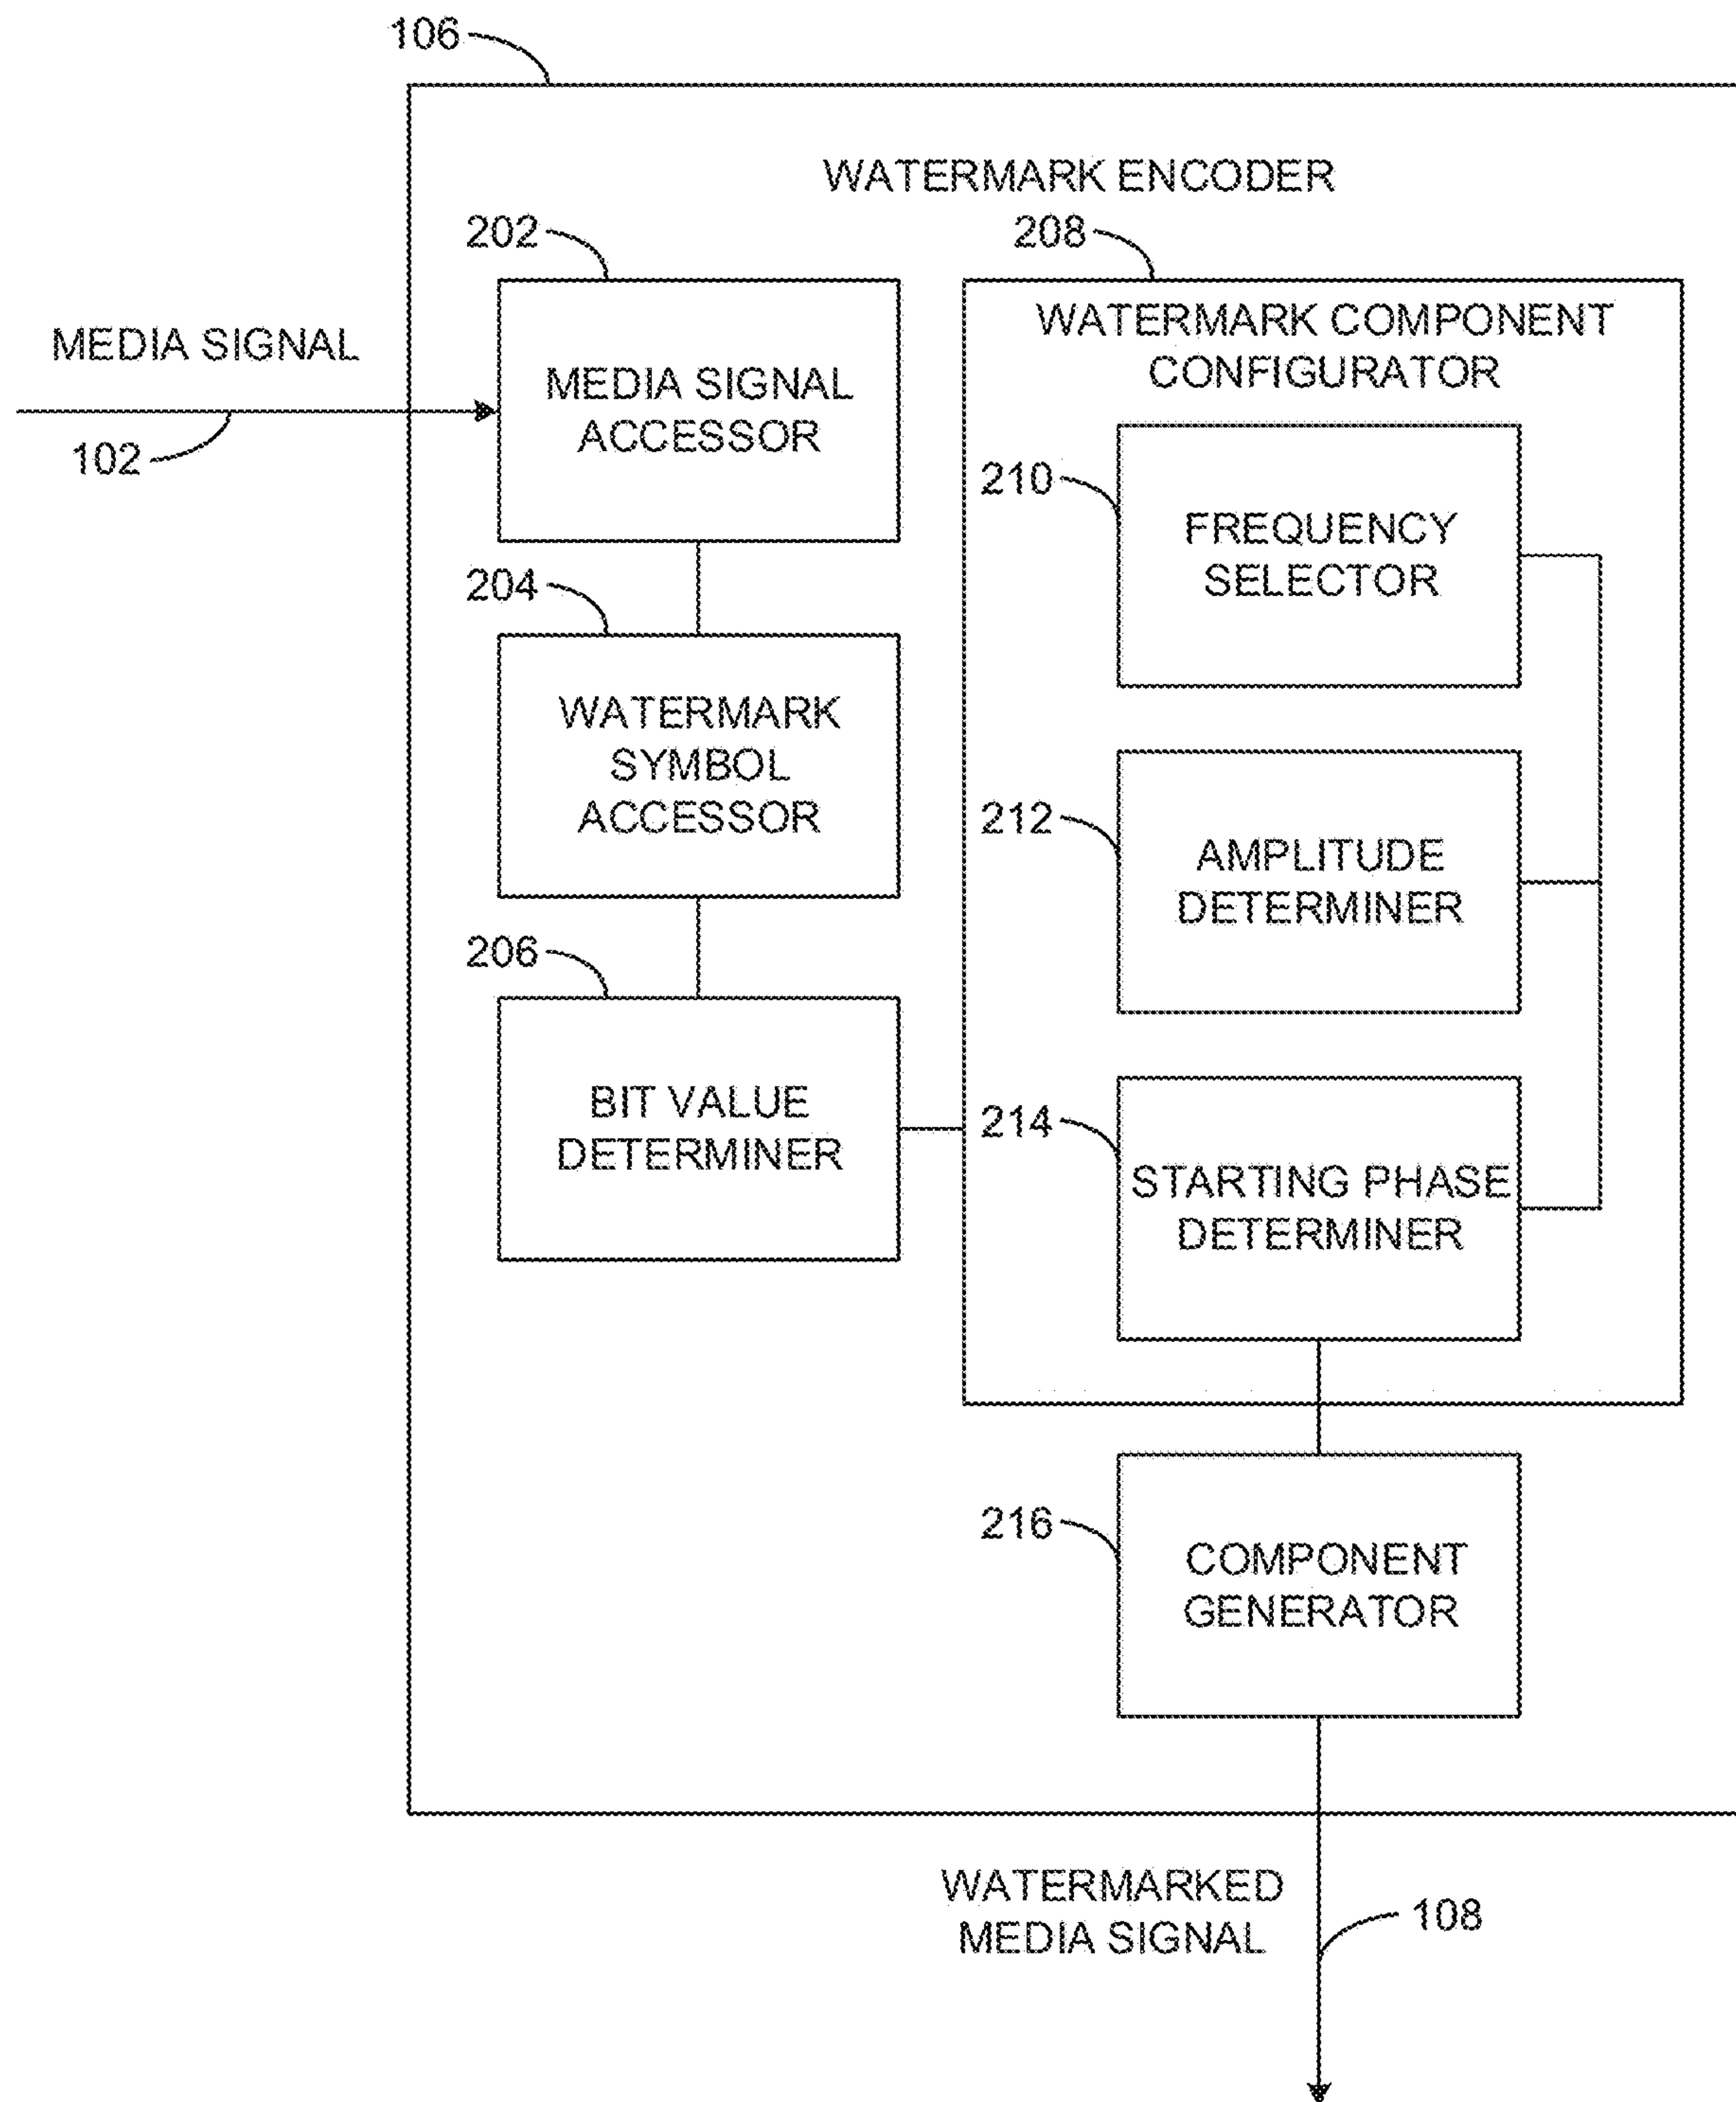 106
WATERMARK ENCODER
202
208
MEDIA SIGNAL
102
MEDIA SIGNAL
ACCESSOR
WATERMARK COMPONENT
CONFIGURATOR
210
FREQUENCY
SELECTOR
204
WATERMARK
SYMBOL
ACCESSOR
212
AMPLITUDE
DETERMINER
206
BIT VALUE
DETERMINER
214
STARTING PHASE
DETERMINER
216
COMPONENT
GENERATOR
WATERMARKED
MEDIA SIGNAL
108